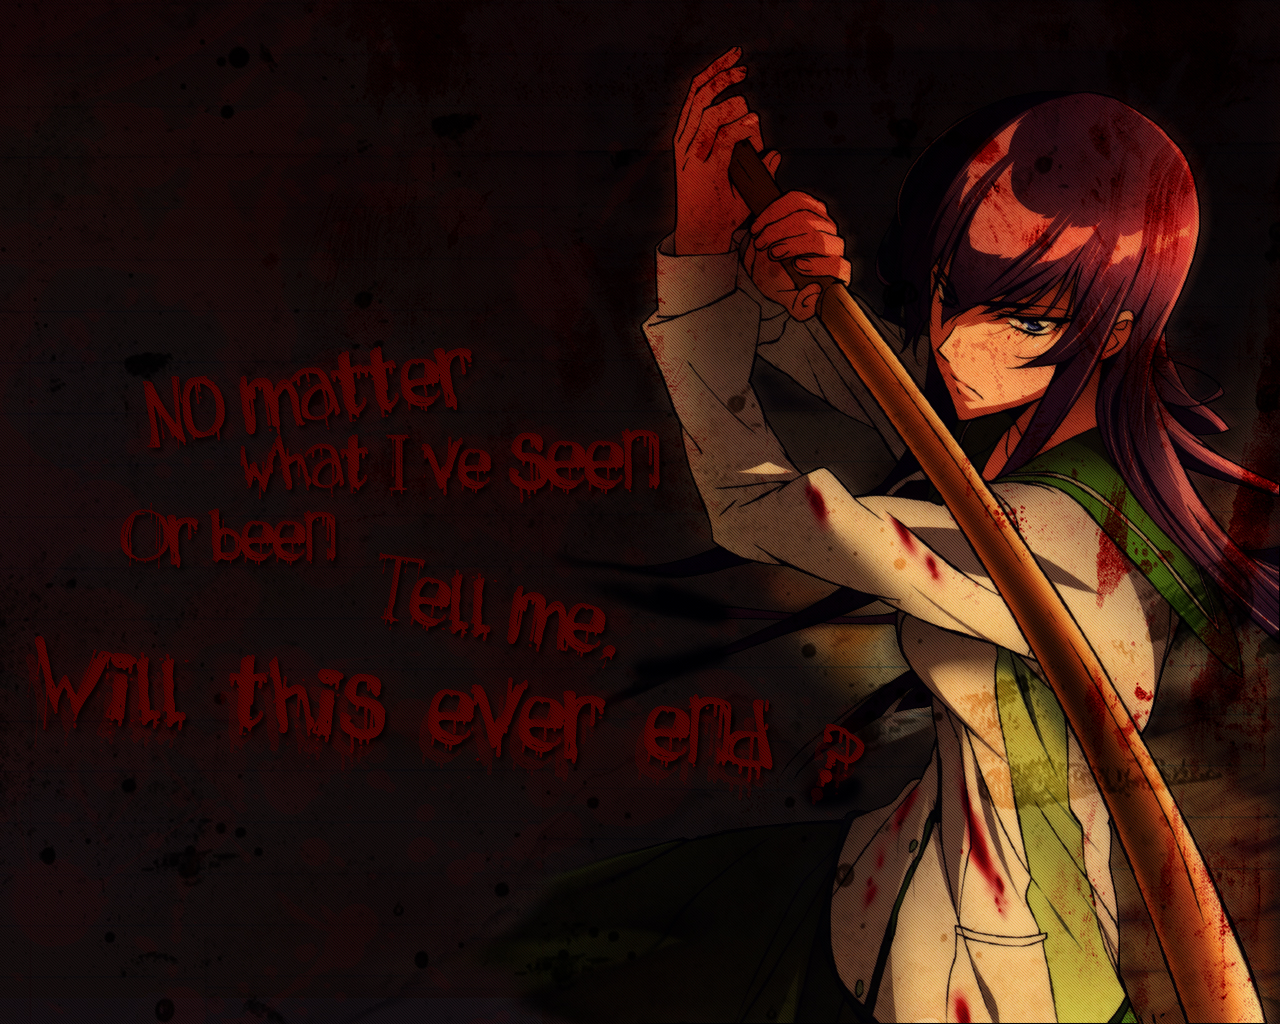 NO matter
what I've seen
Or been
Tell me,
Will this ever end ?